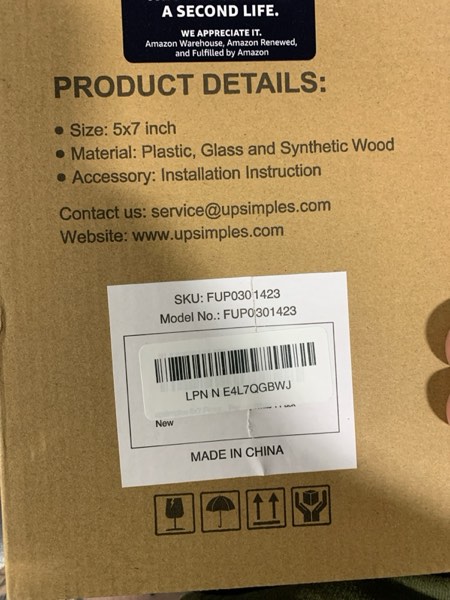 A SECOND LIFE.
WE APPRECIATE IT.
Amazon Warehouse, Amazon Renewed,
and Fulfilled by Amazon
PRODUCT DETAILS:
• Size: 5x7 inch
• Material: Plastic, Glass and Synthetic Wood
• Accessory: Installation Instruction
Contact us: service@upsimples.com
Website: www.upsimples.com
SKU: FUP0301423
Model No.: FUP0301423
LPN N E4L7QGBWJ
New
MADE IN CHINA